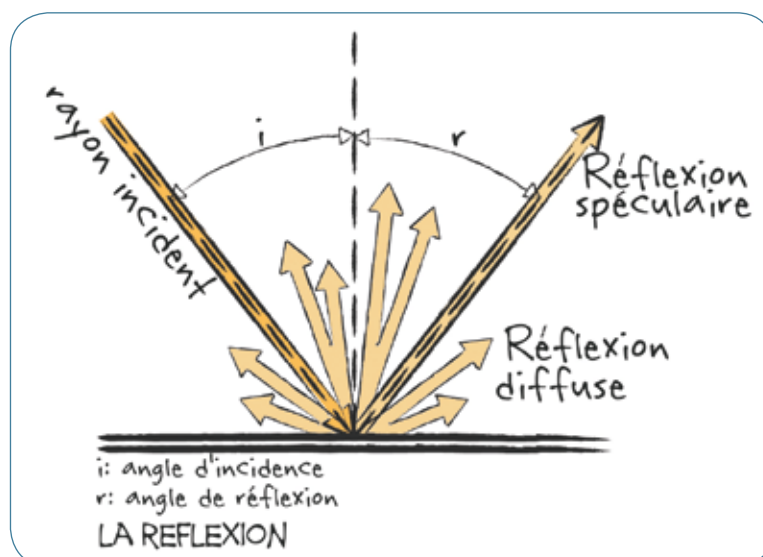 i
r
rayon incident
Réflexion
spéculaire
Réflexion
diffuse
i: angle d'incidence
r: angle de réflexion
LA REFLEXION